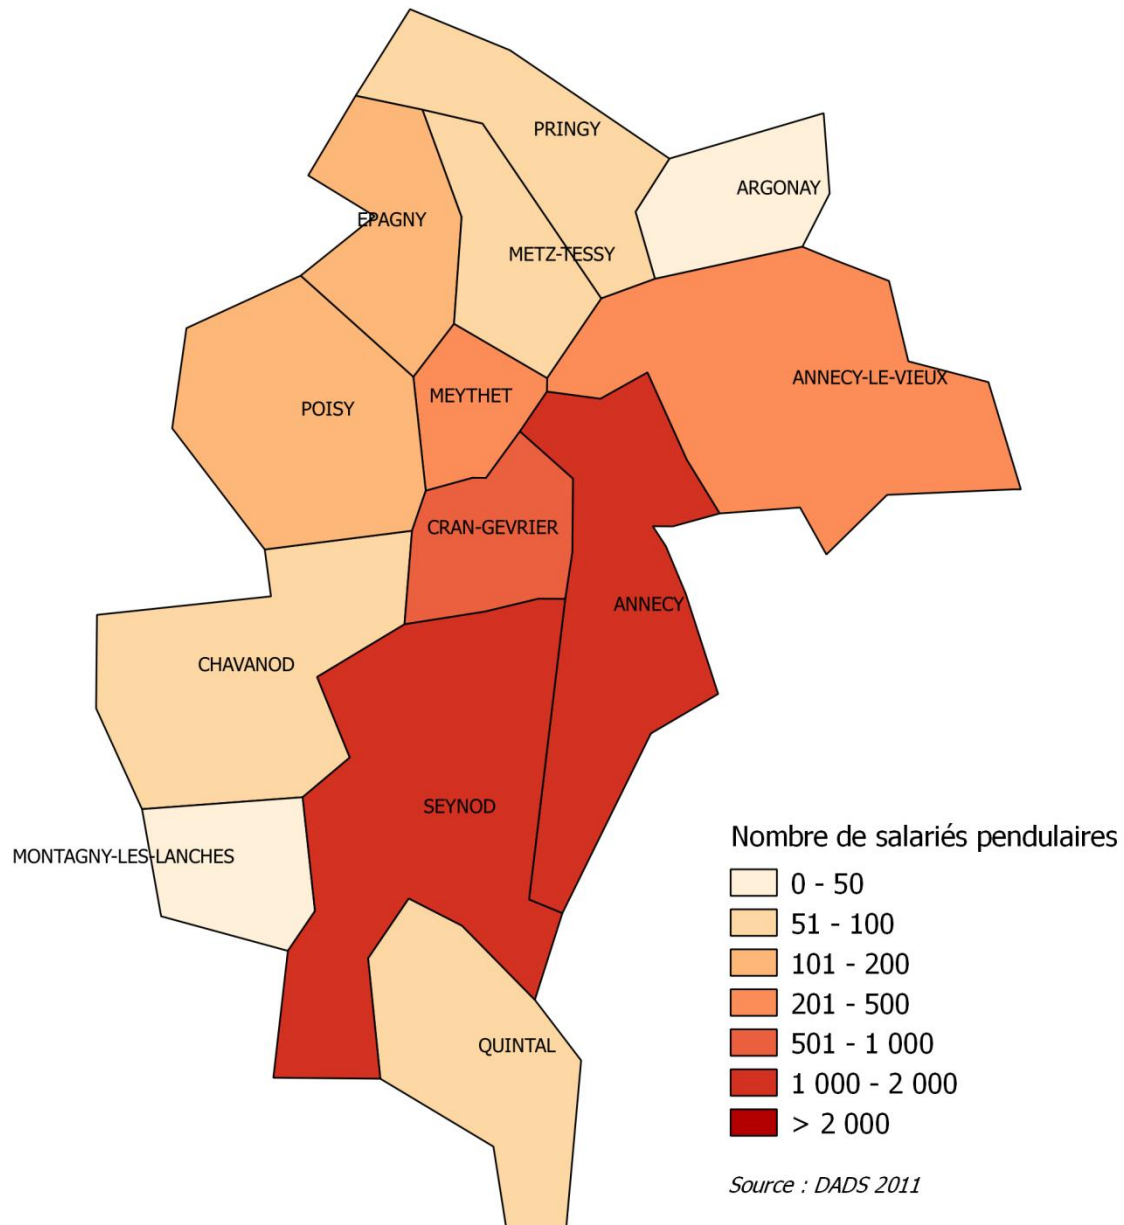 PRINGY
ARGONAY
EPAGNY
METZ-TESSY
ANNECY-LE-VIEUX
MEYTHET
POISY
CRAN-GEVRIER
ANNECY
CHAVANOD
SEYNOD
MONTAGNY-LES-LANCHES
QUINTAL
Nombre de salariés pendulaires
0 - 50
51 - 100
101 - 200
201 - 500
501 - 1 000
1 000 - 2 000
> 2 000
Source : DADS 2011